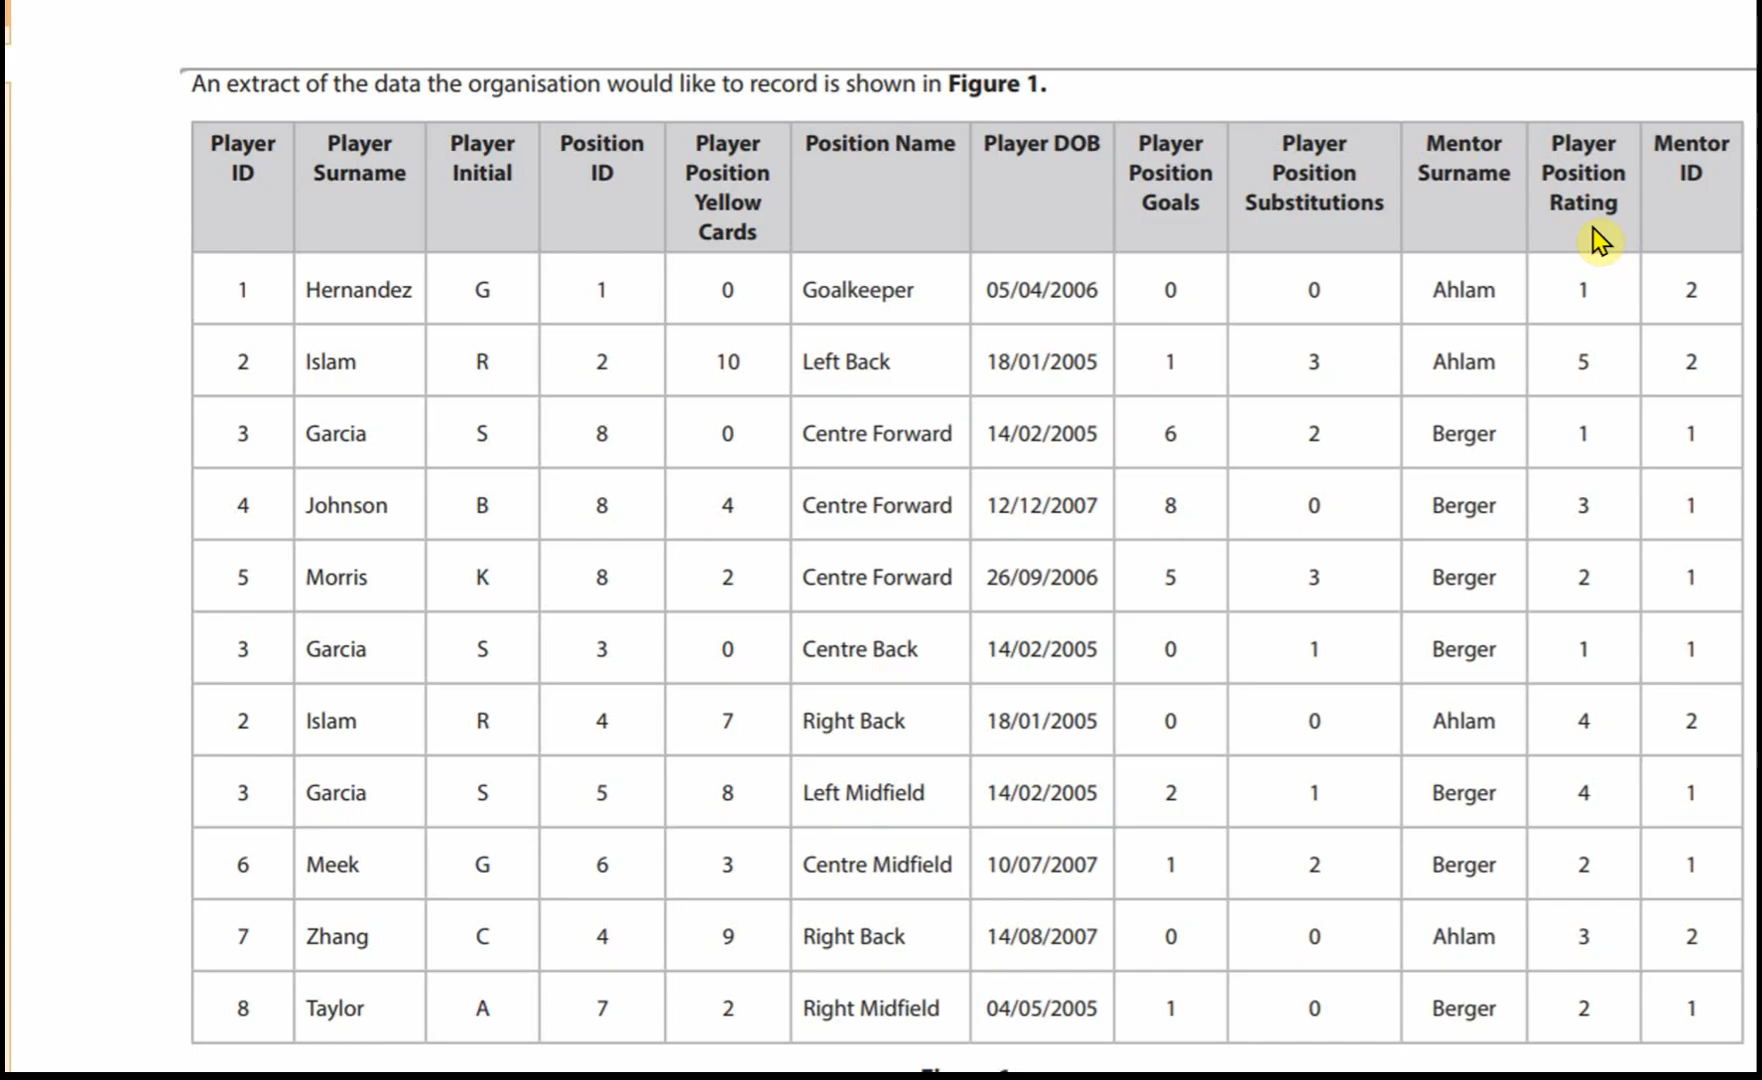 An extract of the data the organisation would like to record is shown in Figure 1.
Player ID Player Surname Player Initial Position ID Player Position Yellow Cards Position Name Player DOB Player Position Goals Player Position Substitutions Mentor Surname Player Position Rating Mentor ID
1 Hernandez G 1 0 Goalkeeper 05/04/2006 0 0 Ahlam 1 2
2 Islam R 2 10 Left Back 18/01/2005 1 3 Ahlam 5 2
3 Garcia S 8 0 Centre Forward 14/02/2005 6 2 Berger 1 1
4 Johnson B 8 4 Centre Forward 12/12/2007 8 0 Berger 3 1
5 Morris K 8 2 Centre Forward 26/09/2006 5 3 Berger 2 1
3 Garcia S 3 0 Centre Back 14/02/2005 0 1 Berger 1 1
2 Islam R 4 7 Right Back 18/01/2005 0 0 Ahlam 4 2
3 Garcia S 5 8 Left Midfield 14/02/2005 2 1 Berger 4 1
6 Meek G 6 3 Centre Midfield 10/07/2007 1 2 Berger 2 1
7 Zhang C 4 9 Right Back 14/08/2007 0 0 Ahlam 3 2
8 Taylor A 7 2 Right Midfield 04/05/2005 1 0 Berger 2 1